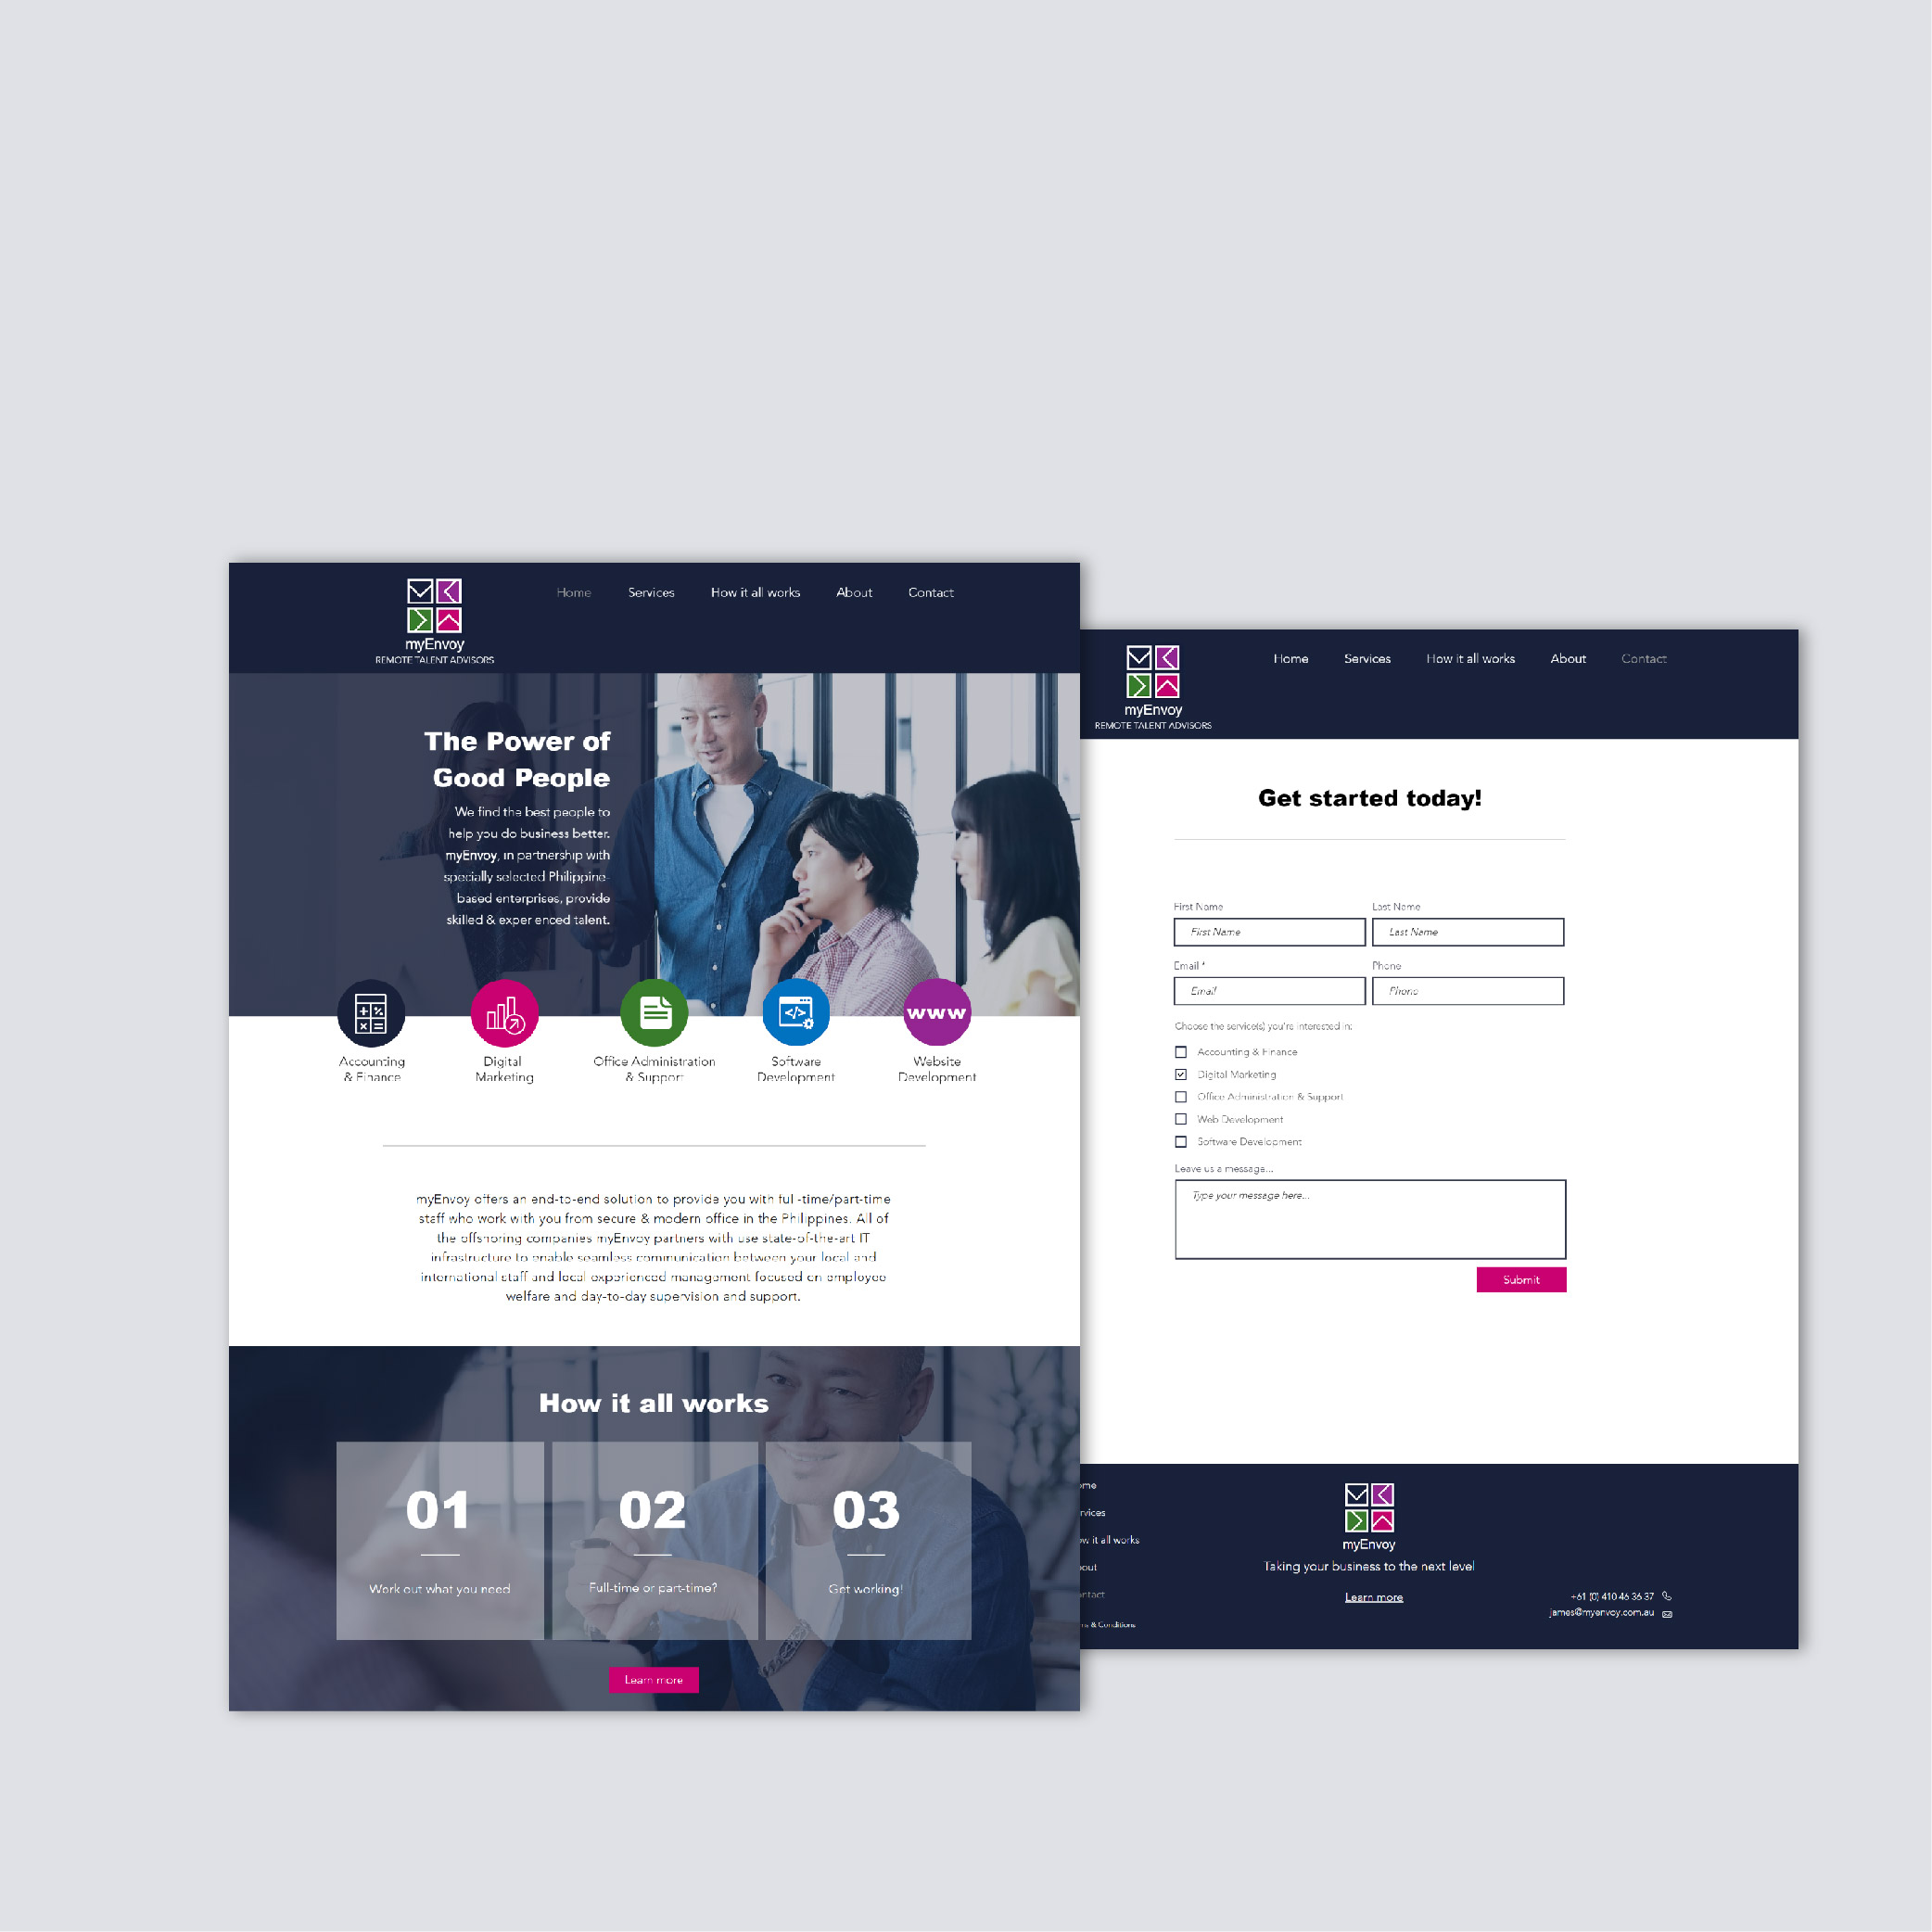 myEnvoy
REMOTE TALENT ADVISORS
Home Services How it all works About Contact
The Power of
Good People
We find the best people to
help you do business better.
myEnvoy, in partnership with
specially selected Philippine-
based enterprises, provide
skilled & exper enced talent.
Accounting
& Finance
Digital
Marketing
Office Administration
& Support
</>
Software
Development
www
Website
Development
myEnvoy offers an end-to-end solution to provide you with ful -time/part-time
staff who work with you from secure & modern office in the Philippines. All of
the offshoring companies myEnvoy partners with use state-of-the-art IT
infrastructure to enable seamless communication between your local and
international staff and local experienced management focused on employee
welfare and day-to-day supervision and support.
How it all works
01
Work out what you need
02
Full-time or part-time?
03
Get working!
Learn more
myEnvoy
REMOTE TALENT ADVISORS
Home Services How it all works About Contact
Get started today!
First Name Last Name
First Name Last Name
Email * Phone
Email Phone
Choose the service(s) you're interested in:
Accounting & Finance
Digital Marketing
Office Administration & Support
Web Development
Software Development
Leave us a message...
Type your message here...
Submit
ome
rvices
ow it all works
bout
ontact
ms & Conditions
myEnvoy
Taking your business to the next level
Learn more
+61 (0) 410 46 36 37
james@myenvoy.com.au